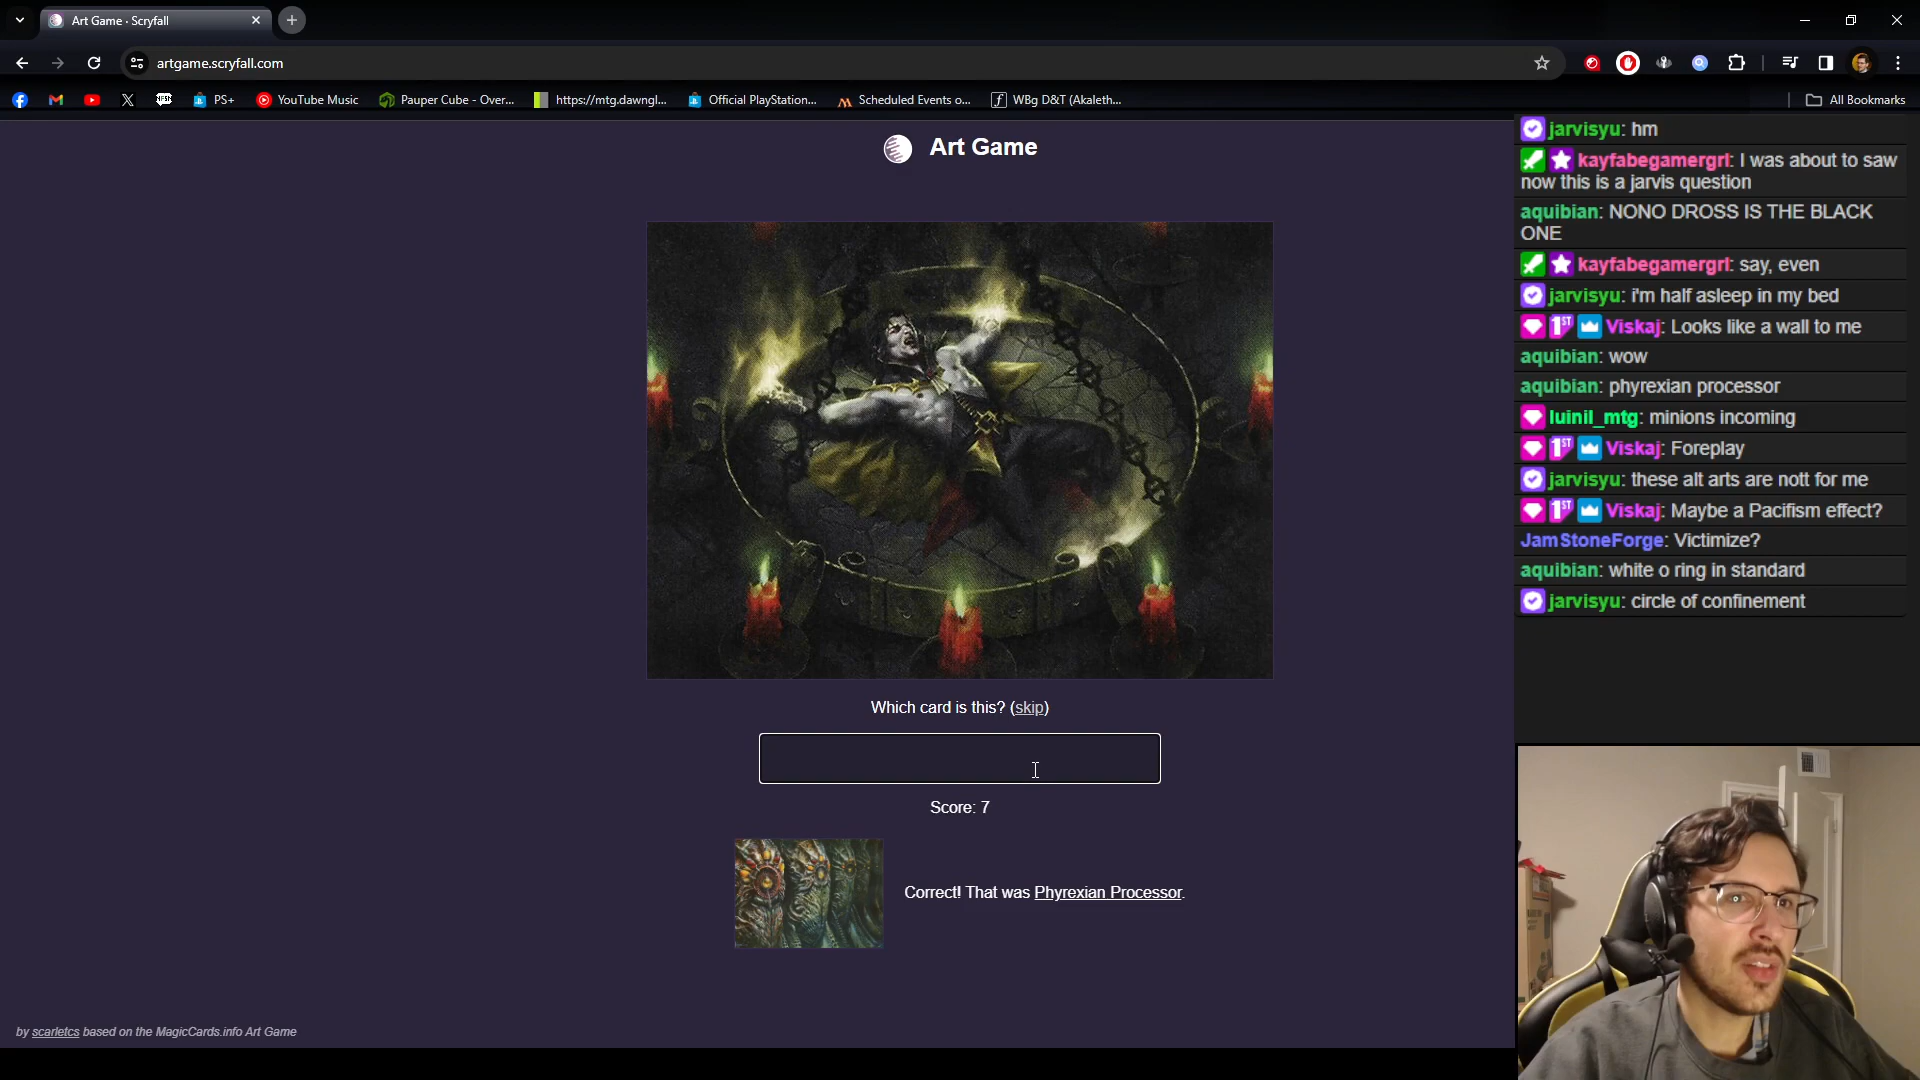 Art Game · Scryfall
artgame.scryfall.com
PS+
YouTube Music
Pauper Cube - Over...
https://mtg.dawngl...
Official PlayStation...
Scheduled Events o...
WBg D&T (Akaleth...
All Bookmarks
Art Game
jarvisyu: hm
kayfabegamergrl: I was about to saw
now this is a jarvis question
aquibian: NONO DROSS IS THE BLACK
ONE
kayfabegamergrl: say, even
jarvisyu: i'm half asleep in my bed
1ST Viskaj: Looks like a wall to me
aquibian: wow
aquibian: phyrexian processor
luinil_mtg: minions incoming
1ST Viskaj: Foreplay
jarvisyu: these alt arts are nott for me
1ST Viskaj: Maybe a Pacifism effect?
JamStoneForge: Victimize?
aquibian: white o ring in standard
jarvisyu: circle of confinement
Which card is this? (skip)
Score: 7
Correct! That was Phyrexian Processor.
by scarletcs based on the MagicCards.info Art Game